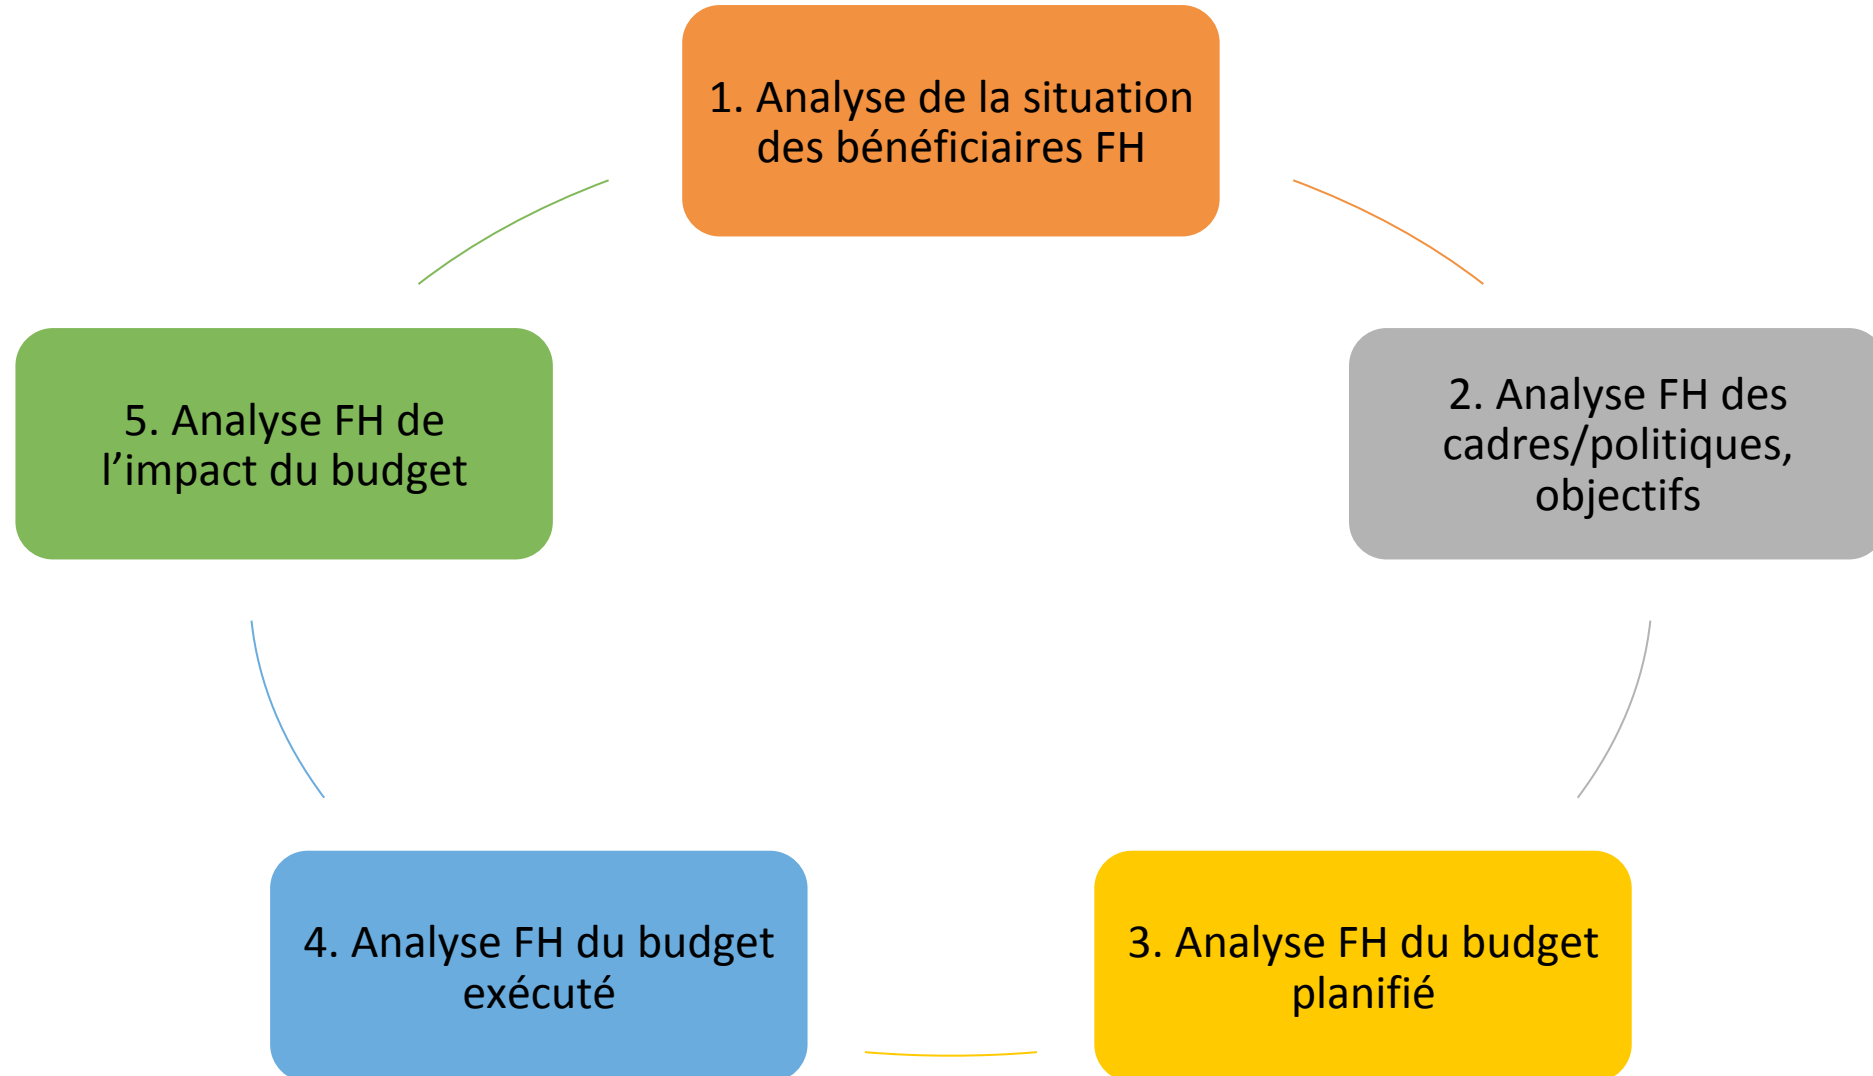 1. Analyse de la situation
des bénéficiaires FH
2. Analyse FH des
cadres/politiques,
objectifs
3. Analyse FH du budget
planifié
4. Analyse FH du budget
exécuté
5. Analyse FH de
l’impact du budget